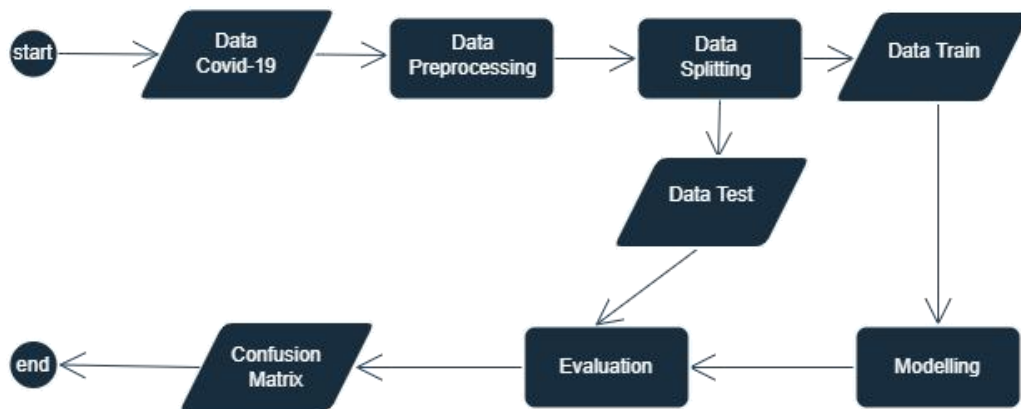 start
Data
Covid-19
Data
Preprocessing
Data
Splitting
Data Train
Data Test
end
Confusion
Matrix
Evaluation
Modelling